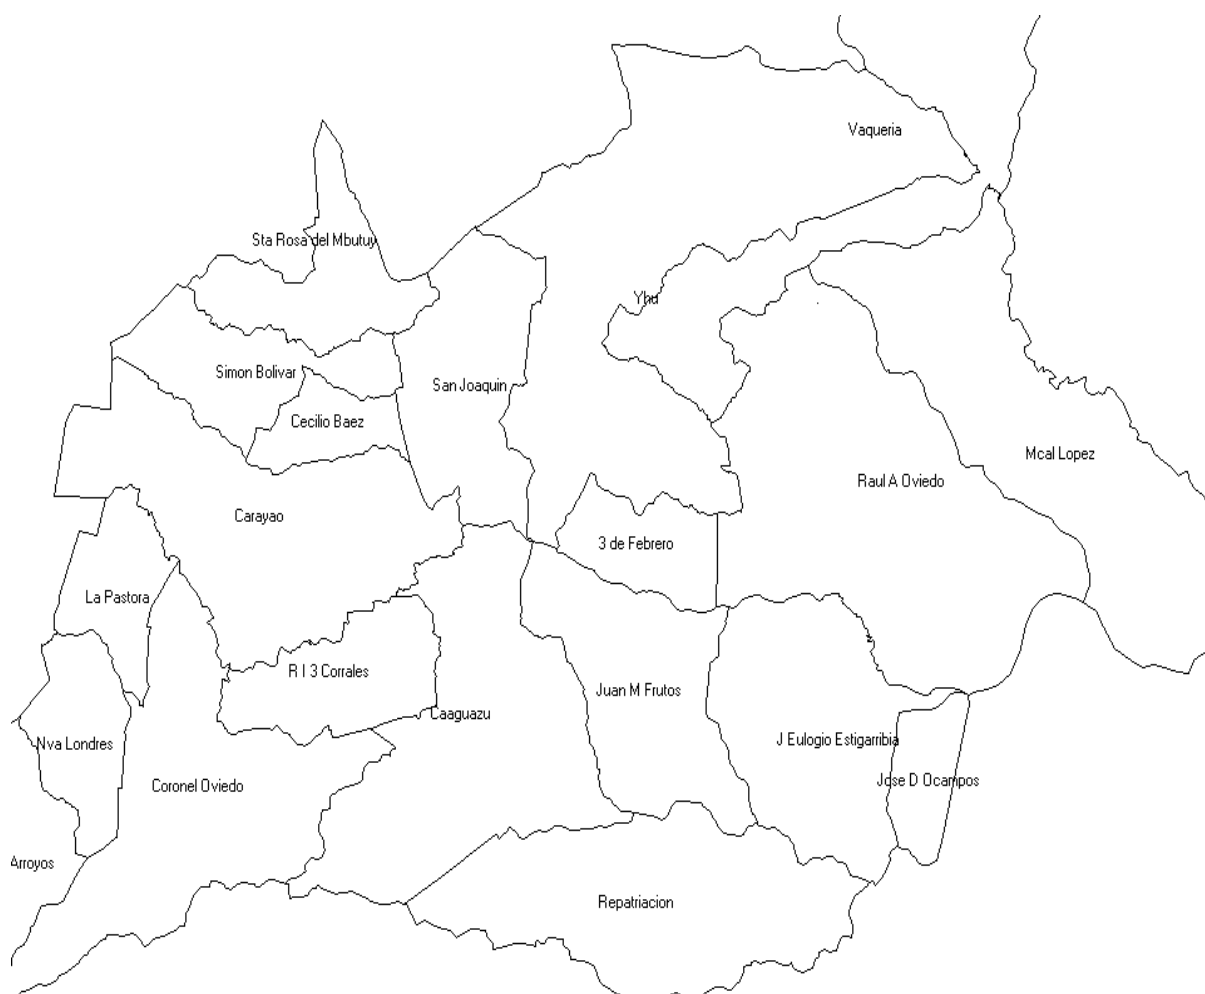 Vaqueria
Sta Rosa del Mbutuy
Yhu
Simon Bolivar
San Joaquin
Cecilio Baez
Mcal Lopez
Raul A Oviedo
Carayao
3 de Febrero
La Pastora
R I 3 Corrales
Juan M Frutos
Caaguazu
Nva Londres
J Eulogio Estigarribia
Coronel Oviedo
Jose D Ocampos
Arroyos
Repatriacion